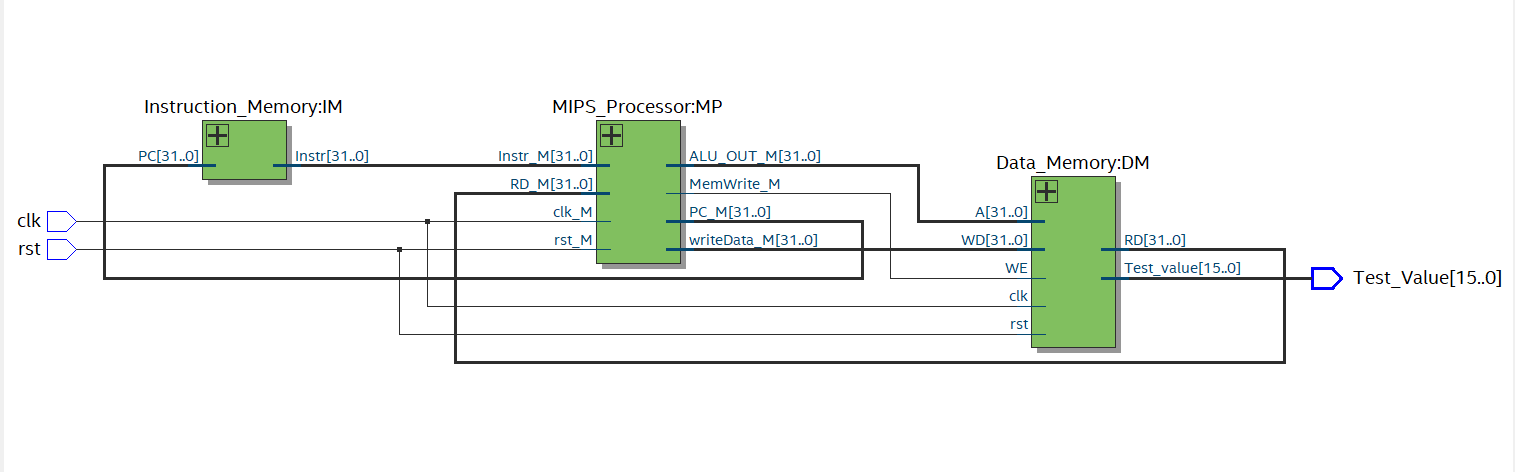 Instruction_Memory:IM
MIPS_Processor:MP
PC[31..0]
Instr[31..0]
Instr_M[31..0]
ALU_OUT_M[31..0]
Data_Memory:DM
RD_M[31..0]
MemWrite_M
clk
clk_M
PC_M[31..0]
A[31..0]
rst
rst_M
writeData_M[31..0]
WD[31..0]
RD[31..0]
WE
Test_value[15..0]
Test_Value[15..0]
clk
rst